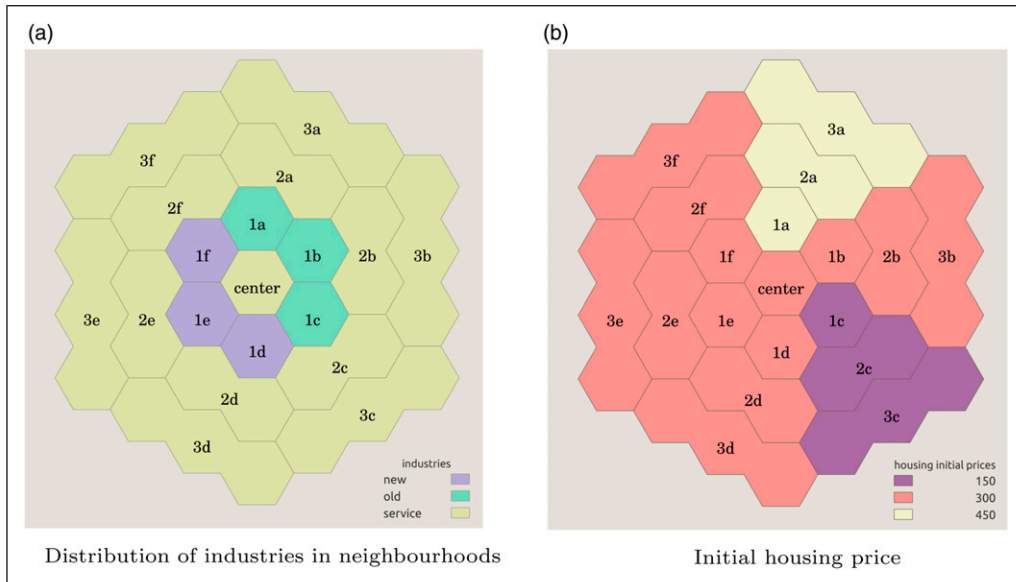 (a)
3a
3f
2a
2f
1a
1f
1b
2b
3b
center
3e
2e
1e
1c
1d
2c
2d
3c
3d
industries
new
old
service
Distribution of industries in neighbourhoods
(b)
3a
3f
2a
2f
1a
1f
1b
2b
3b
center
3e
2e
1e
1c
1d
2c
2d
3c
3d
housing initial prices
150
300
450
Initial housing price